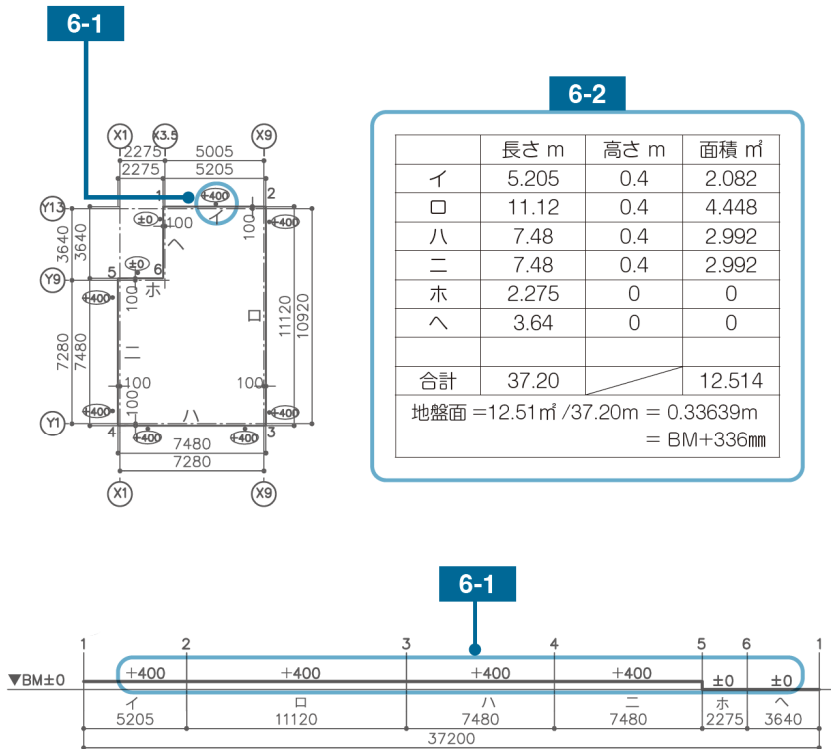 6-1
6-2
X1 X3.5 X9
2275 5005
2275 5205
1 +400 2
イ
Y13
±0 100 100 +400
ヘ
3640 3640
±0
5 6
Y9
ホ
+400 100
ロ
11120 10920
7280 7480
ニ
100 100
+400 100 ハ +400
Y1
4 +400 +400 3
7480
7280
X1 X9
長さ m 高さ m 面積 ㎡
イ 5.205 0.4 2.082
ロ 11.12 0.4 4.448
ハ 7.48 0.4 2.992
ニ 7.48 0.4 2.992
ホ 2.275 0 0
ヘ 3.64 0 0
合計 37.20 12.514
地盤面 =12.51㎡/37.20m = 0.33639m
= BM+336㎜
6-1
1 2 3 4 5 6 1
▼BM±0 +400 +400 +400 +400 ±0 ±0
イ ロ ハ ニ ホ ヘ
5205 11120 7480 7480 2275 3640
37200